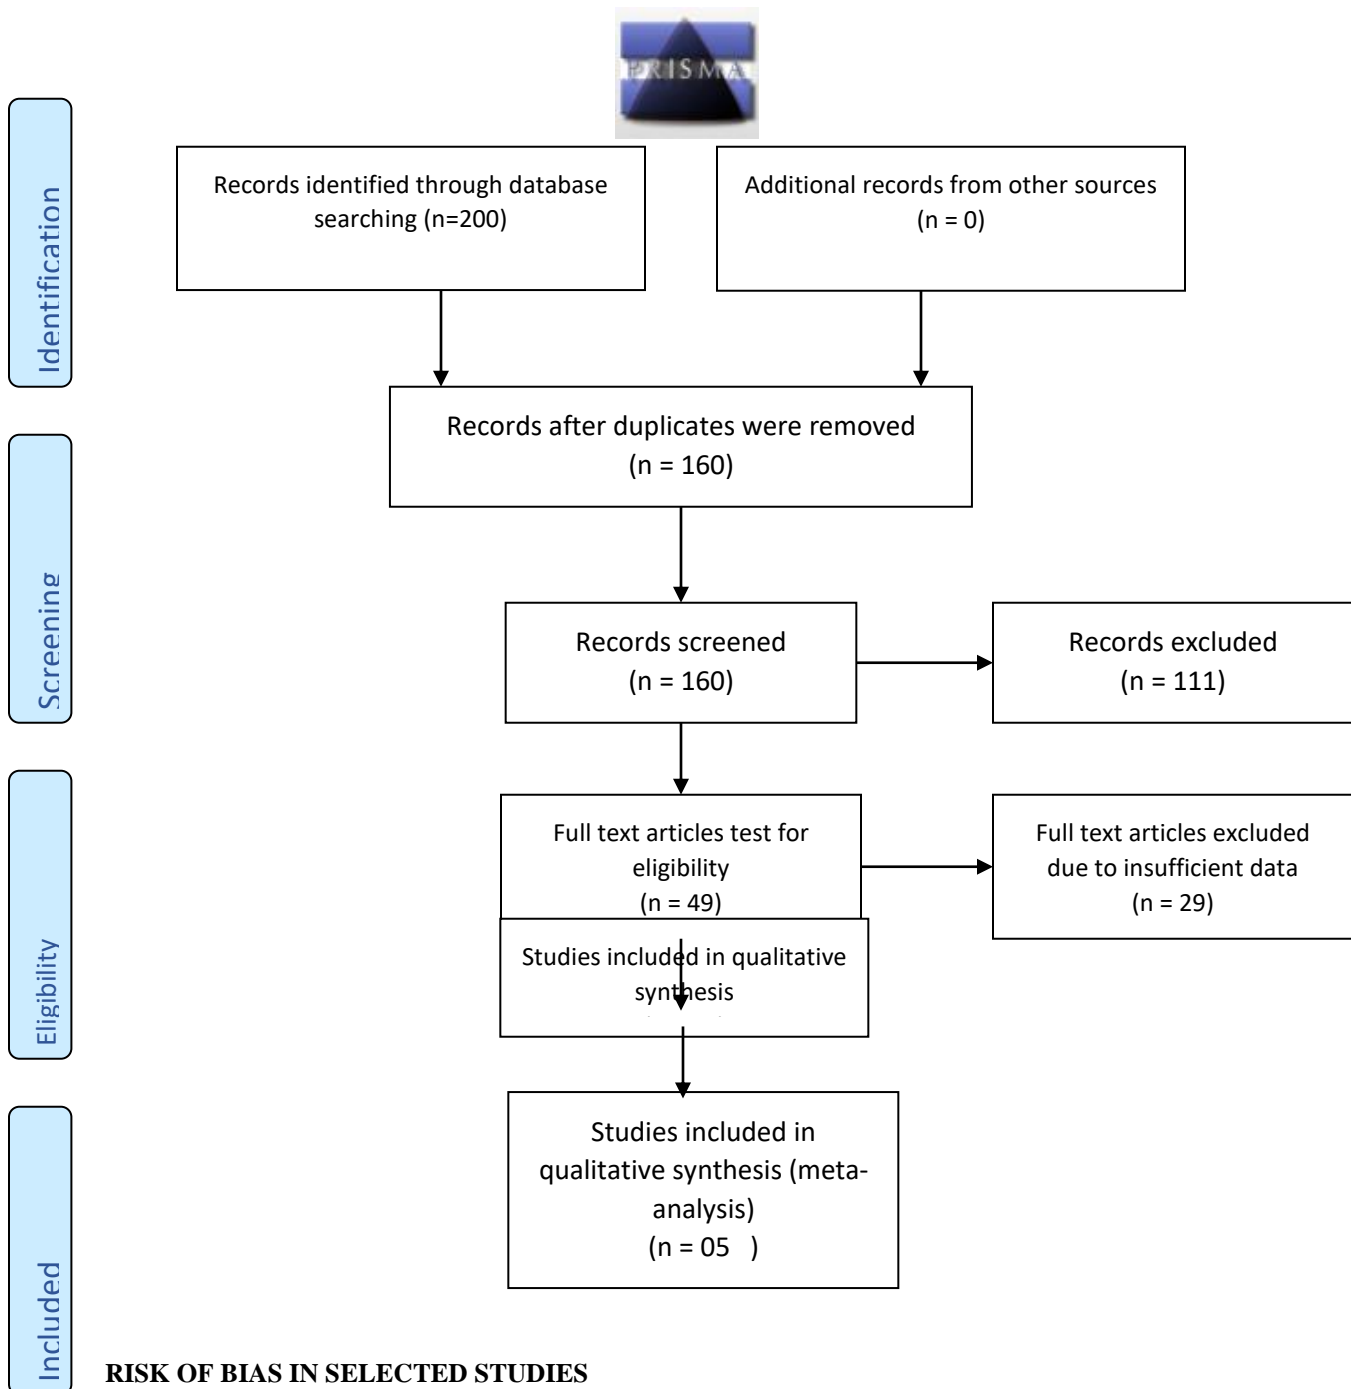 PRISMA
Identification
Records identified through database
searching (n=200)
Additional records from other sources
(n = 0)
Records after duplicates were removed
(n = 160)
Screening
Records screened
(n = 160)
Records excluded
(n = 111)
Eligibility
Full text articles test for
eligibility
(n = 49)
Full text articles excluded
due to insufficient data
(n = 29)
Studies included in qualitative
synthesis
Included
Studies included in
qualitative synthesis (meta-
analysis)
(n = 05 )
RISK OF BIAS IN SELECTED STUDIES